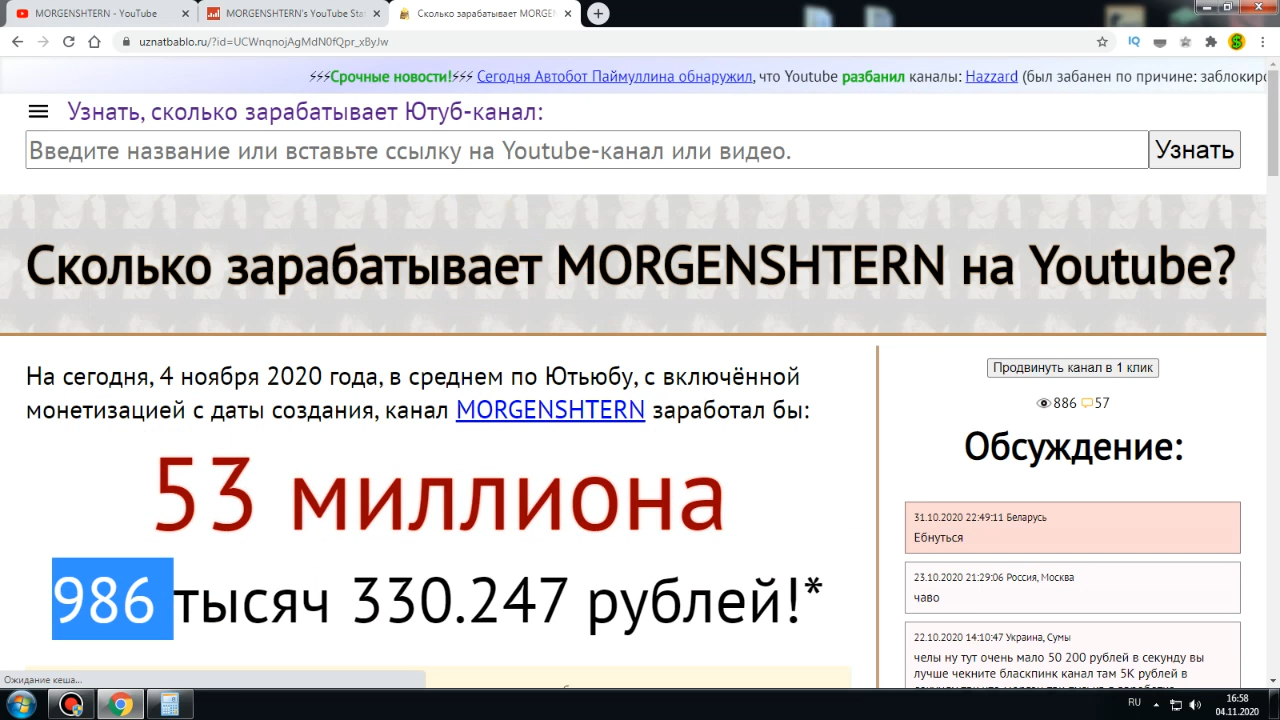 MORGENSHTERN - YouTube
MORGENSHTERN's YouTube Sta
Сколько зарабатывает MORGEN
uznatbablo.ru/?id=UCWnqnojAgMdN0fQpr_xByJw
⚡⚡⚡Срочные новости!⚡⚡⚡ Сегодня Автобот Паймуллина обнаружил, что Youtube разбанил каналы: Hazzard (был забанен по причине: заблокиро
Узнать, сколько зарабатывает Ютуб-канал:
Введите название или вставьте ссылку на Youtube-канал или видео.
Узнать
Сколько зарабатывает MORGENSHTERN на Youtube?
На сегодня, 4 ноября 2020 года, в среднем по Ютьюбу, с включённой
монетизацией с даты создания, канал MORGENSHTERN заработал бы:
53 миллиона
986 тысяч 330.247 рублей!*
Продвинуть канал в 1 клик
886 57
Обсуждение:
31.10.2020 22:49:11 Беларусь
Ебнуться
23.10.2020 21:29:06 Россия, Москва
чаво
22.10.2020 14:10:47 Украина, Сумы
челы ну тут очень мало 50 200 рублей в секунду вы
лучше чекните бласкпинк канал там 5K рублей в
Ожидание кеша...
RU
16:58
04.11.2020